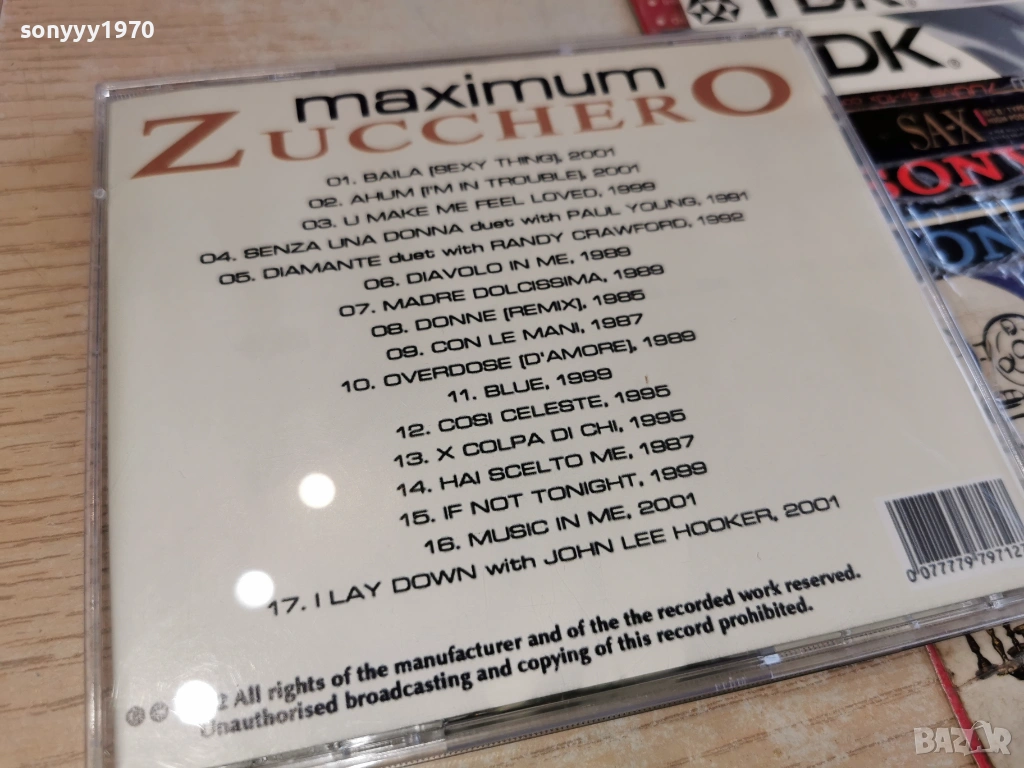 sonyyy1970
TDK
TDK®
SA-X
SONY
maximum
ZUCCHERO
01. BAILA [SEXY THING], 2001
02. AHUM [I'M IN TROUBLE], 2001
03. U MAKE ME FEEL LOVED, 1999
04. SENZA UNA DONNA duet with PAUL YOUNG, 1991
05. DIAMANTE duet with RANDY CRAWFORD, 1992
06. DIAVOLO IN ME, 1989
07. MADRE DOLCISSIMA, 1989
08. DONNE [REMIX], 1985
09. CON LE MANI, 1987
10. OVERDOSE [D'AMORE], 1989
11. BLUE, 1999
12. COSI CELESTE, 1995
13. X COLPA DI CHI, 1995
14. HAI SCELTO ME, 1987
15. IF NOT TONIGHT, 1999
16. MUSIC IN ME, 2001
17. I LAY DOWN with JOHN LEE HOOKER, 2001
0 077779 79712
℗ © All rights of the manufacturer and of the the recorded work reserved.
Unauthorised broadcasting and copying of this record prohibited.
BAZAR